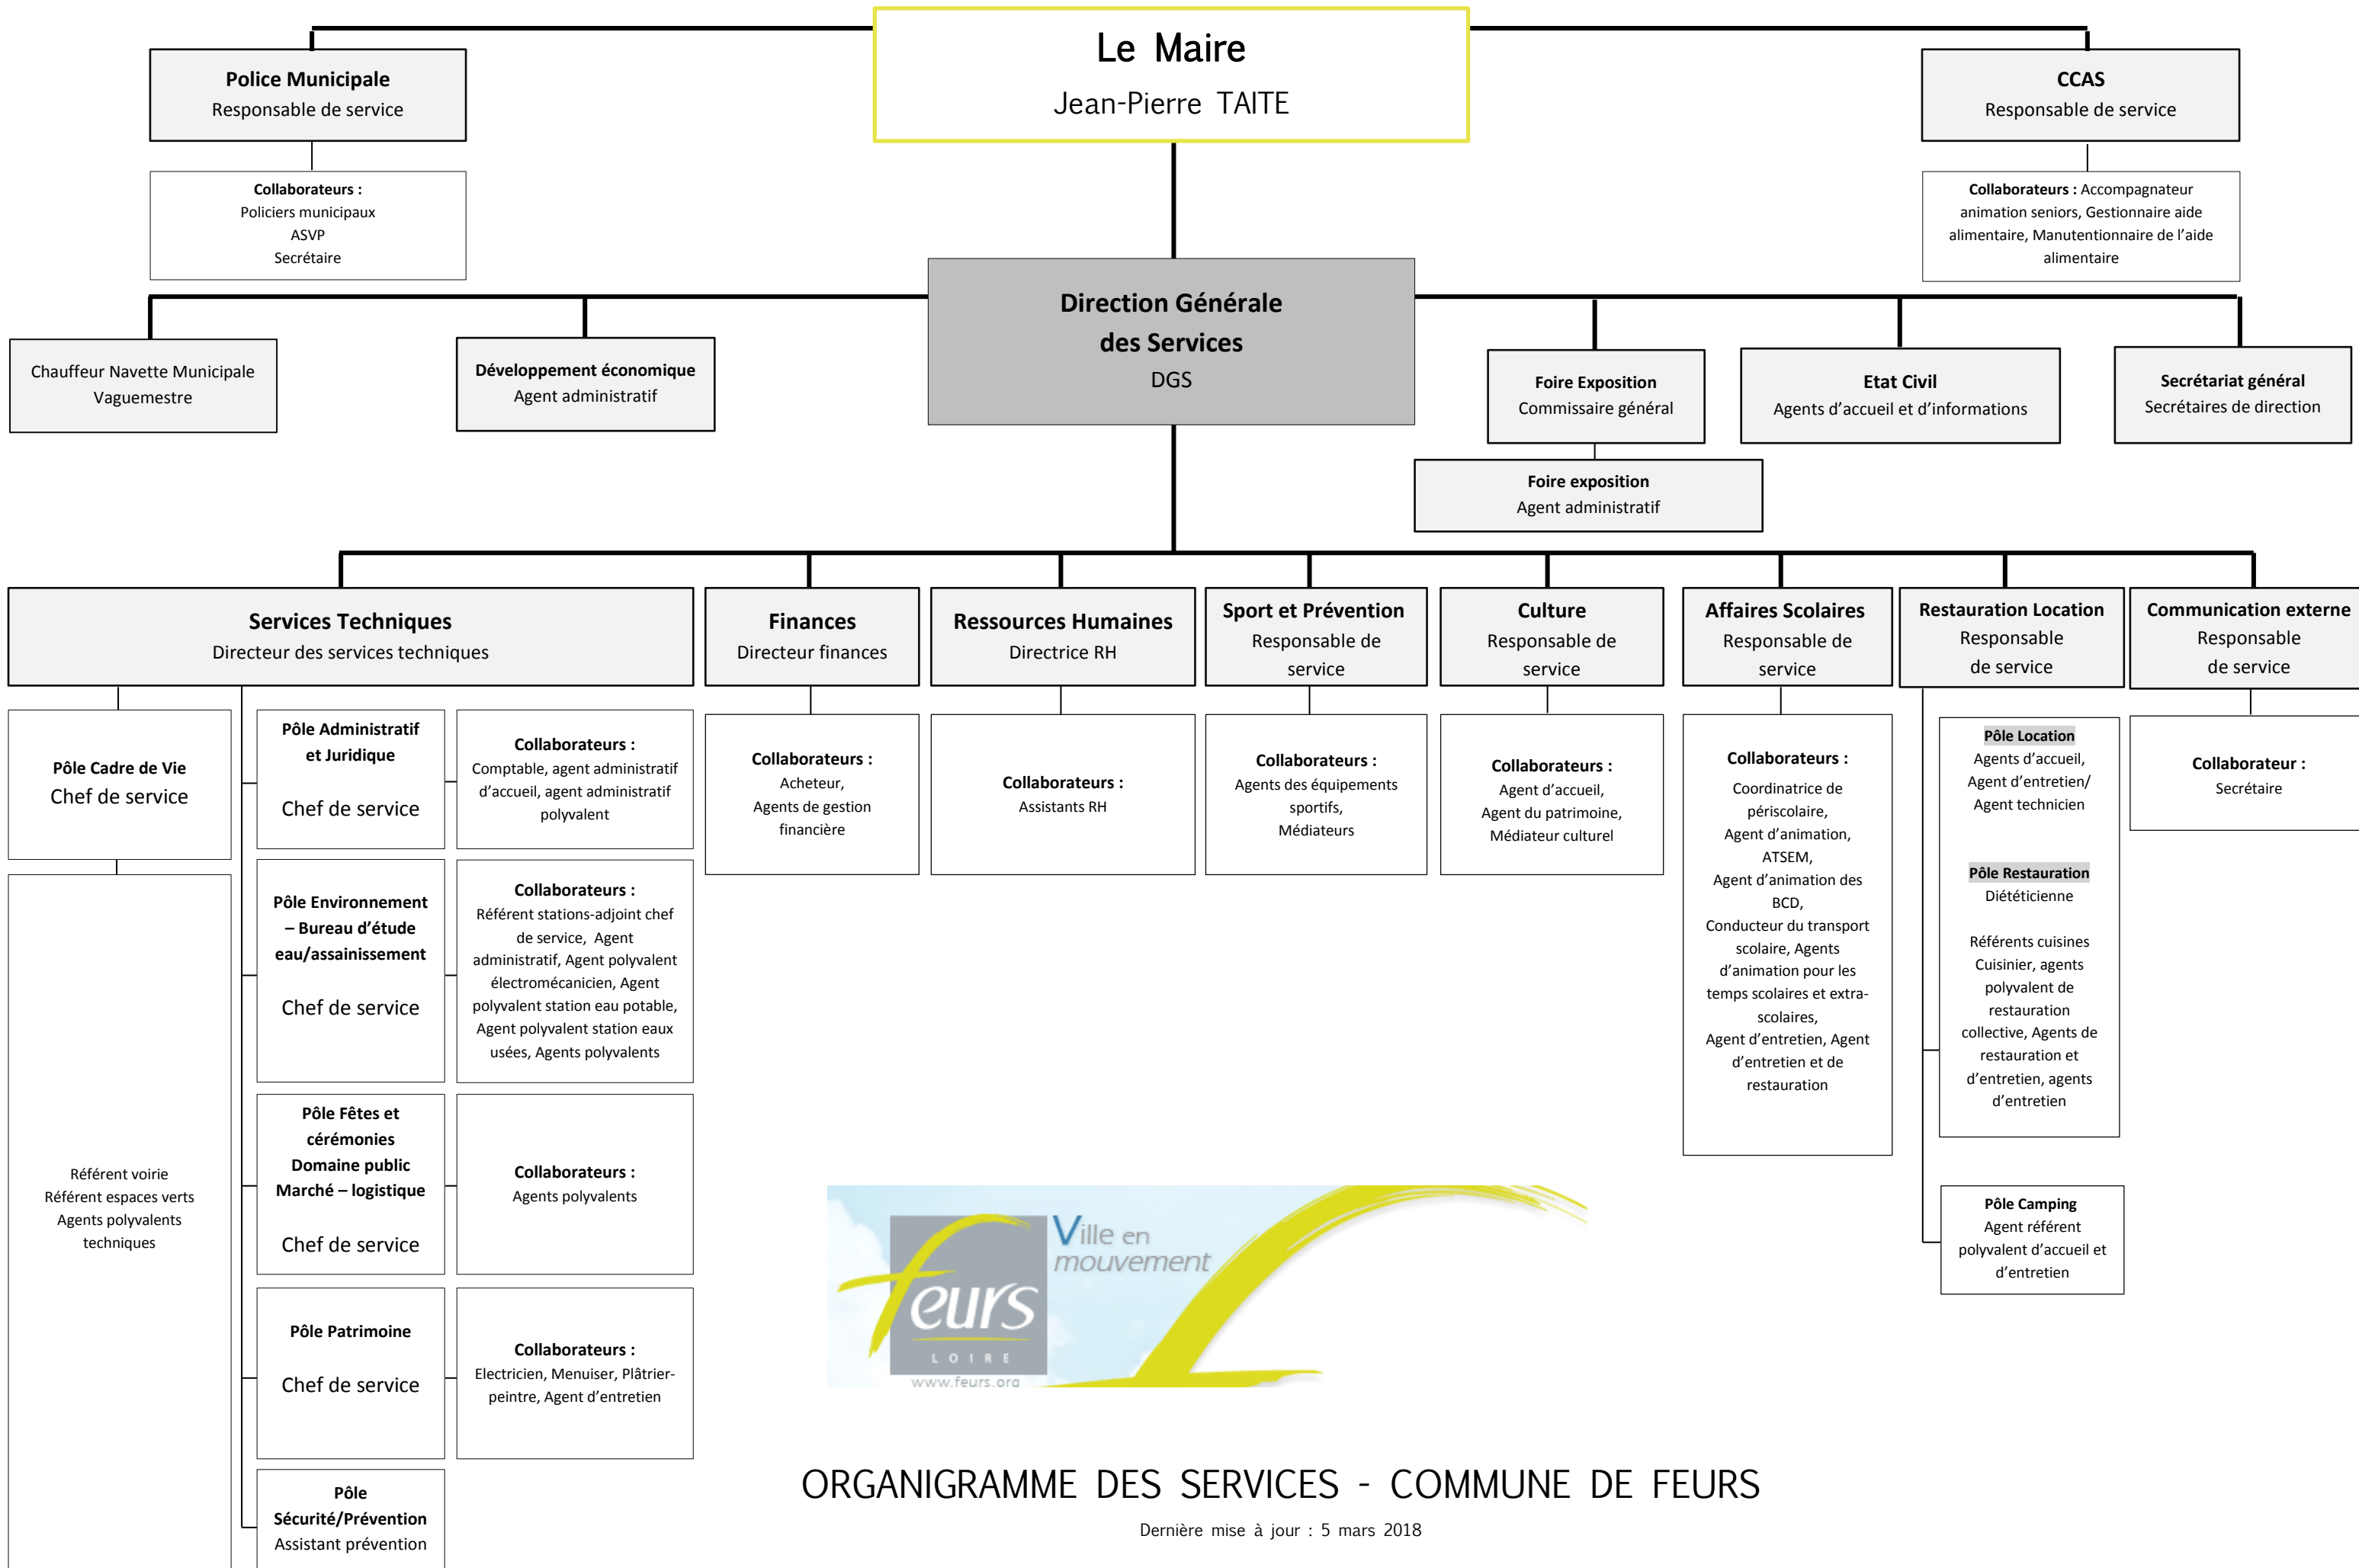 Le Maire
Jean-Pierre TAITE
Police Municipale
Responsable de service
CCAS
Responsable de service
Collaborateurs :
Policiers municipaux
ASVP
Secrétaire
Collaborateurs : Accompagnateur
animation seniors, Gestionnaire aide
alimentaire, Manutentionnaire de l’aide
alimentaire
Direction Générale
des Services
DGS
Chauffeur Navette Municipale
Vaguemestre
Développement économique
Agent administratif
Foire Exposition
Commissaire général
Etat Civil
Agents d’accueil et d’informations
Secrétariat général
Secrétaires de direction
Foire exposition
Agent administratif
Services Techniques
Directeur des services techniques
Finances
Directeur finances
Ressources Humaines
Directrice RH
Sport et Prévention
Responsable de
service
Culture
Responsable de
service
Affaires Scolaires
Responsable de
service
Restauration Location
Responsable
de service
Communication externe
Responsable
de service
Pôle Cadre de Vie
Chef de service
Référent voirie
Référent espaces verts
Agents polyvalents
techniques
Pôle Administratif
et Juridique
Chef de service
Collaborateurs :
Comptable, agent administratif
d’accueil, agent administratif
polyvalent
Pôle Environnement
– Bureau d’étude
eau/assainissement
Chef de service
Collaborateurs :
Référent stations-adjoint chef
de service, Agent
administratif, Agent polyvalent
électromécanicien, Agent
polyvalent station eau potable,
Agent polyvalent station eaux
usées, Agents polyvalents
Pôle Fêtes et
cérémonies
Domaine public
Marché – logistique
Chef de service
Collaborateurs :
Agents polyvalents
Pôle Patrimoine
Chef de service
Collaborateurs :
Electricien, Menuiser, Plâtrier-
peintre, Agent d’entretien
Pôle
Sécurité/Prévention
Assistant prévention
Collaborateurs :
Acheteur,
Agents de gestion
financière
Collaborateurs :
Assistants RH
Collaborateurs :
Agents des équipements
sportifs,
Médiateurs
Collaborateurs :
Agent d’accueil,
Agent du patrimoine,
Médiateur culturel
Collaborateurs :
Coordinatrice de
périscolaire,
Agent d’animation,
ATSEM,
Agent d’animation des
BCD,
Conducteur du transport
scolaire, Agents
d’animation pour les
temps scolaires et extra-
scolaires,
Agent d’entretien, Agent
d’entretien et de
restauration
Pôle Location
Agents d’accueil,
Agent d’entretien/
Agent technicien
Pôle Restauration
Diététicienne
Référents cuisines
Cuisinier, agents
polyvalent de
restauration
collective, Agents de
restauration et
d’entretien, agents
d’entretien
Pôle Camping
Agent référent
polyvalent d’accueil et
d’entretien
Collaborateur :
Secrétaire
Ville en
mouvement
feurs
LOIRE
www.feurs.org
ORGANIGRAMME DES SERVICES - COMMUNE DE FEURS
Dernière mise à jour : 5 mars 2018